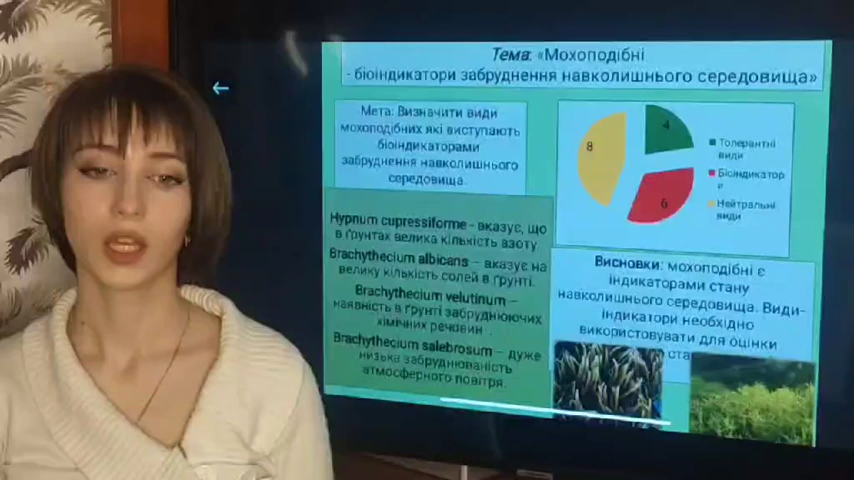 Тема: «Мохоподібні
- біоіндикатори забруднення навколишнього середовища»
Мета: Визначити види
мохоподібних які виступають
біоіндикаторами
забруднення навколишнього
середовища.
8
4
6
Толерантні
види
Біоіндикатор
и
Нейтральні
види
Hypnum cupressiforme - вказує, що
в ґрунтах велика кількість азоту.
Brachythecium albicans – вказує на
велику кількість солей в ґрунті.
Brachythecium velutinum –
наявність в ґрунті забруднюючих
хімічних речовин .
Brachythecium salebrosum – дуже
низька забруднюваність
атмосферного повітря.
Висновки: Мохоподібні є
індикаторами стану
навколишнього середовища. Види-
індикатори необхідно
використовувати для оцінки
ста